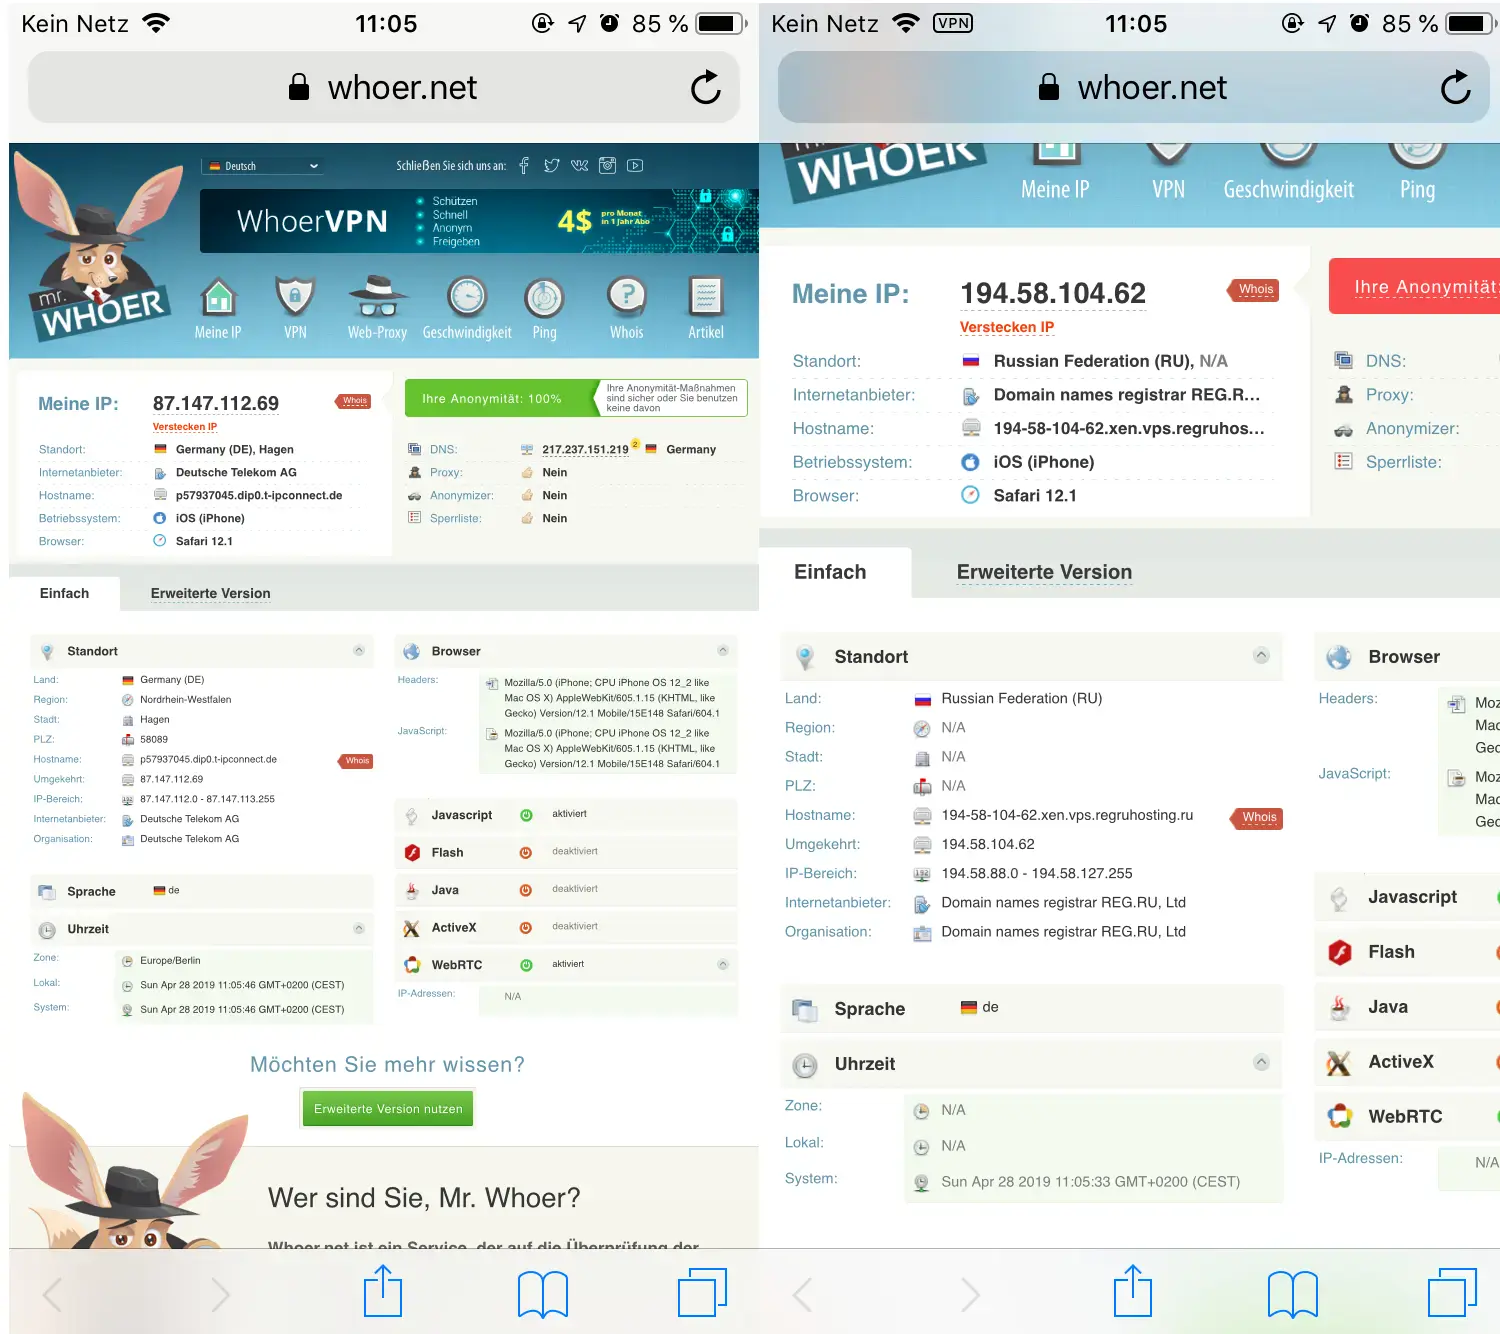 Kein Netz 11:05 85 %
whoer.net
Deutsch Schließen Sie sich uns an:
WhoerVPN Schützen Schnell Anonym Freigeben 4$ pro Monat in 1 Jahr Abo
mr. WHOER
Meine IP VPN Web-Proxy Geschwindigkeit Ping Whois Artikel
Meine IP: 87.147.112.69 Whois
Verstecken IP
Standort: Germany (DE), Hagen
Internetanbieter: Deutsche Telekom AG
Hostname: p57937045.dip0.t-ipconnect.de
Betriebssystem: iOS (iPhone)
Browser: Safari 12.1
Ihre Anonymität: 100%
Ihre Anonymität-Maßnahmen
sind sicher oder Sie benutzen
keine davon
DNS: 217.237.151.219 2 Germany
Proxy: Nein
Anonymizer: Nein
Sperrliste: Nein
Einfach Erweiterte Version
Standort
Land: Germany (DE)
Region: Nordrhein-Westfalen
Stadt: Hagen
PLZ: 58089
Hostname: p57937045.dip0.t-ipconnect.de Whois
Umgekehrt: 87.147.112.69
IP-Bereich: 87.147.112.0 - 87.147.113.255
Internetanbieter: Deutsche Telekom AG
Organisation: Deutsche Telekom AG
Sprache de
Uhrzeit
Zone: Europe/Berlin
Lokal: Sun Apr 28 2019 11:05:46 GMT+0200 (CEST)
System: Sun Apr 28 2019 11:05:46 GMT+0200 (CEST)
Browser
Headers: Mozilla/5.0 (iPhone; CPU iPhone OS 12_2 like
Mac OS X) AppleWebKit/605.1.15 (KHTML, like
Gecko) Version/12.1 Mobile/15E148 Safari/604.1
JavaScript: Mozilla/5.0 (iPhone; CPU iPhone OS 12_2 like
Mac OS X) AppleWebKit/605.1.15 (KHTML, like
Gecko) Version/12.1 Mobile/15E148 Safari/604.1
Javascript aktiviert
Flash deaktiviert
Java deaktiviert
ActiveX deaktiviert
WebRTC aktiviert
IP-Adressen: N/A
Möchten Sie mehr wissen?
Erweiterte Version nutzen
Wer sind Sie, Mr. Whoer?
Whoer.net ist ein Service, der auf die Überprüfung der
Kein Netz VPN 11:05 85 %
whoer.net
mr. WHOER
Meine IP VPN Geschwindigkeit Ping
Meine IP: 194.58.104.62 Whois
Verstecken IP
Standort: Russian Federation (RU), N/A
Internetanbieter: Domain names registrar REG.R...
Hostname: 194-58-104-62.xen.vps.regruhos...
Betriebssystem: iOS (iPhone)
Browser: Safari 12.1
Ihre Anonymität:
DNS:
Proxy:
Anonymizer:
Sperrliste:
Einfach Erweiterte Version
Standort
Land: Russian Federation (RU)
Region: N/A
Stadt: N/A
PLZ: N/A
Hostname: 194-58-104-62.xen.vps.regruhosting.ru Whois
Umgekehrt: 194.58.104.62
IP-Bereich: 194.58.88.0 - 194.58.127.255
Internetanbieter: Domain names registrar REG.RU, Ltd
Organisation: Domain names registrar REG.RU, Ltd
Sprache de
Uhrzeit
Zone: N/A
Lokal: N/A
System: Sun Apr 28 2019 11:05:33 GMT+0200 (CEST)
Browser
Headers: Moz
Mac
Gec
JavaScript: Moz
Mac
Gec
Javascript
Flash
Java
ActiveX
WebRTC
IP-Adressen: N/A